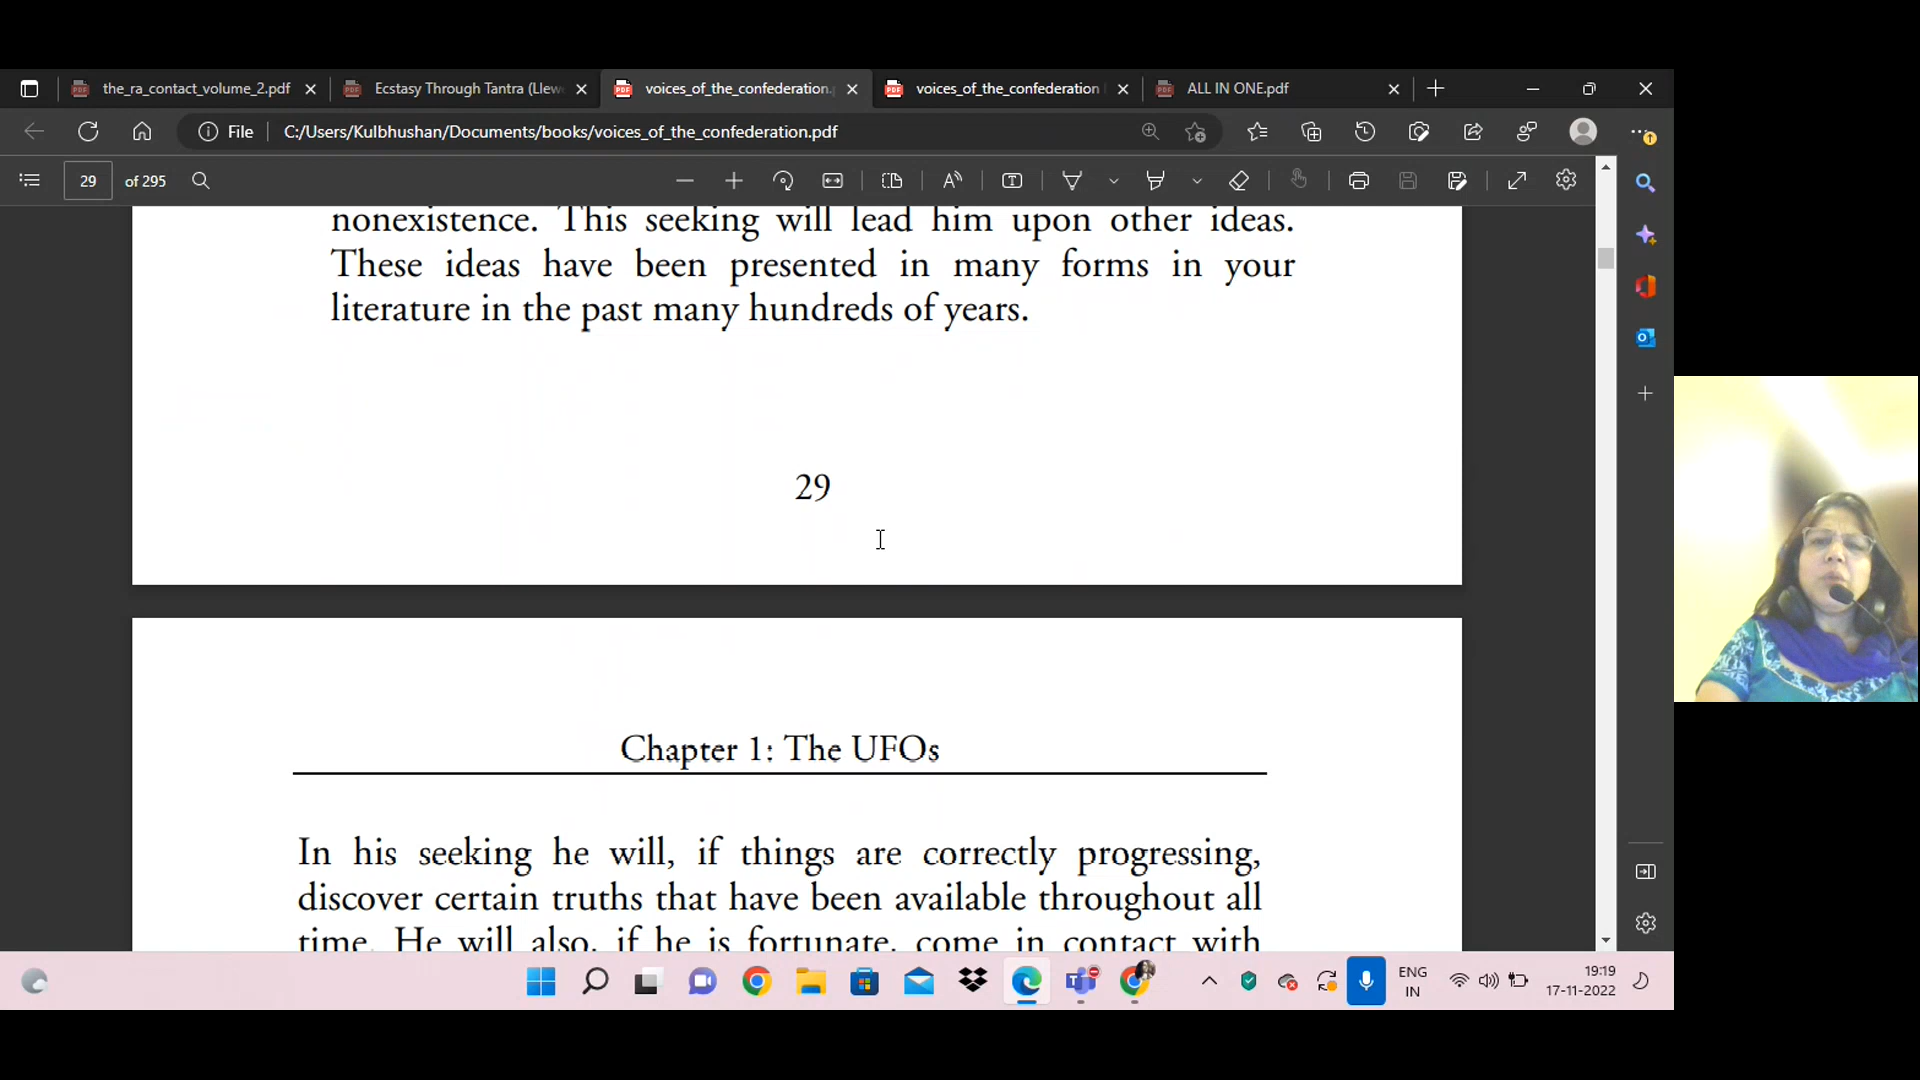 the_ra_contact_volume_2.pdf
Ecstasy Through Tantra (Llew
voices_of_the_confederation.
voices_of_the_confederation
ALL IN ONE.pdf
File
C:/Users/Kulbhushan/Documents/books/voices_of_the_confederation.pdf
29 of 295
nonexistence. This seeking will lead him upon other ideas.
These ideas have been presented in many forms in your
literature in the past many hundreds of years.
29
Chapter 1: The UFOs
In his seeking he will, if things are correctly progressing,
discover certain truths that have been available throughout all
time. He will also, if he is fortunate, come in contact with
ENG
IN
19:19
17-11-2022